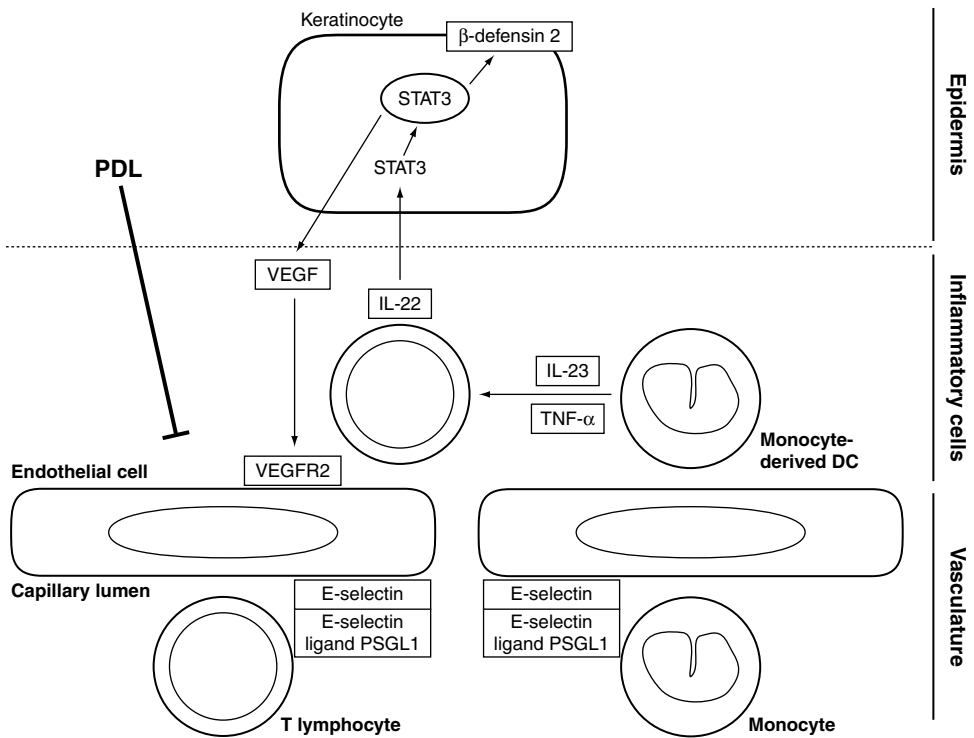 Keratinocyte
β-defensin 2
STAT3
STAT3
PDL
Epidermis
VEGF
IL-22
IL-23
TNF-α
Monocyte-
derived DC
Inflammatory cells
VEGFR2
Endothelial cell
Capillary lumen
E-selectin
E-selectin
ligand PSGL1
E-selectin
E-selectin
ligand PSGL1
T lymphocyte
Monocyte
Vasculature